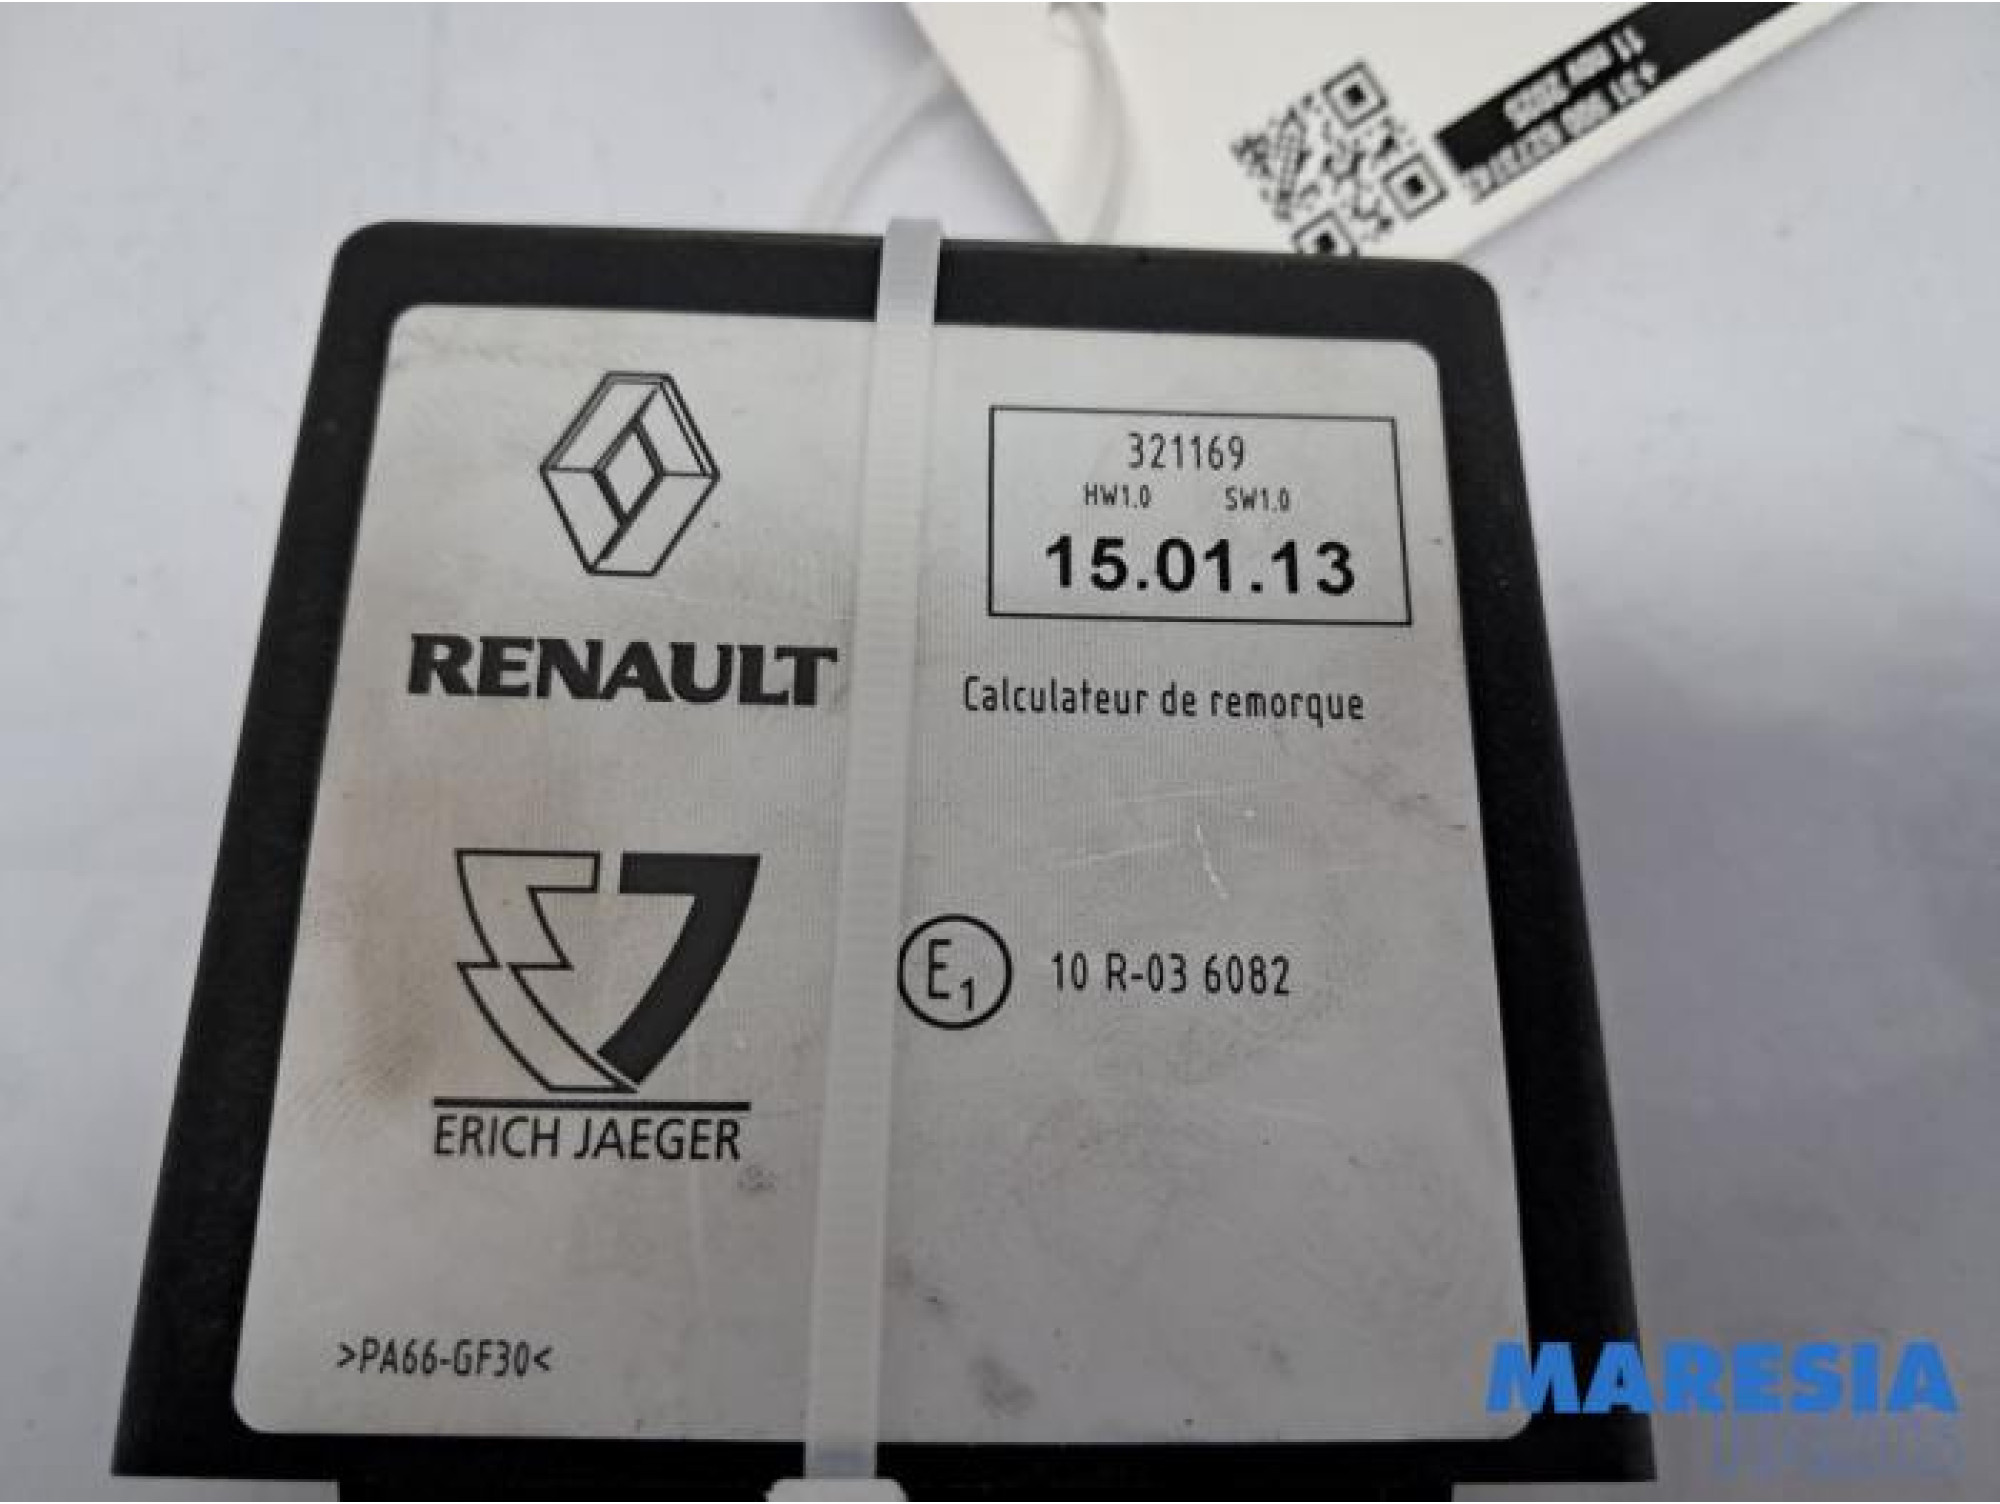 RENAULT
321169
HW1.0 SW1.0
15.01.13
Calculateur de remorque
ERICH JAEGER
E1 10 R-03 6082
>PA66-GF30<
MARESIA
PARTS